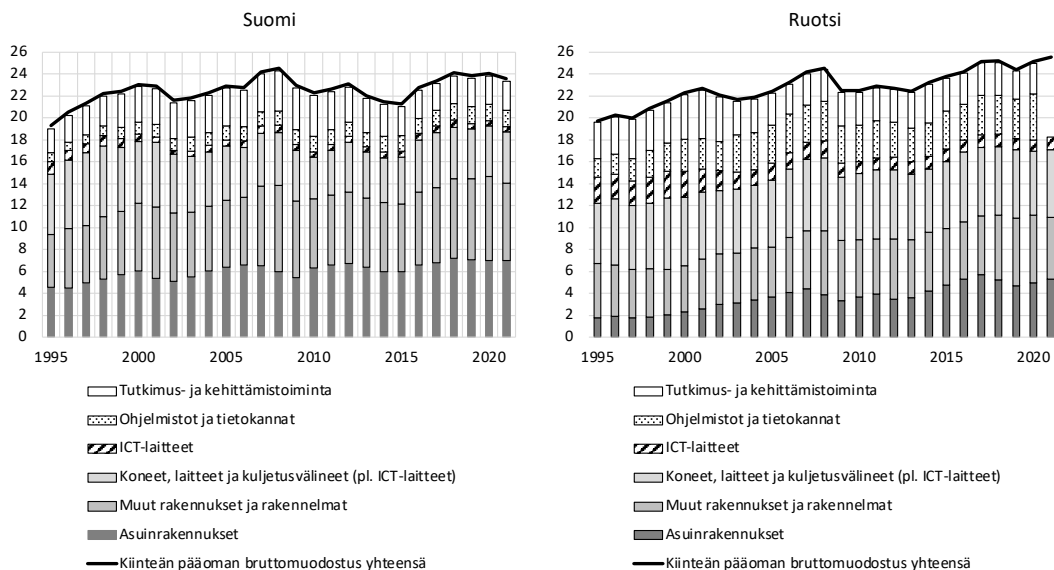 Suomi
26
24
22
20
18
16
14
12
10
8
6
4
2
0
1995 2000 2005 2010 2015 2020
Tutkimus- ja kehittämistoiminta
Ohjelmistot ja tietokannat
ICT-laitteet
Koneet, laitteet ja kuljetusvälineet (pl. ICT-laitteet)
Muut rakennukset ja rakennelmat
Asuinrakennukset
Kiinteän pääoman bruttomuodostus yhteensä
Ruotsi
26
24
22
20
18
16
14
12
10
8
6
4
2
0
1995 2000 2005 2010 2015 2020
Tutkimus- ja kehittämistoiminta
Ohjelmistot ja tietokannat
ICT-laitteet
Koneet, laitteet ja kuljetusvälineet (pl. ICT-laitteet)
Muut rakennukset ja rakennelmat
Asuinrakennukset
Kiinteän pääoman bruttomuodostus yhteensä